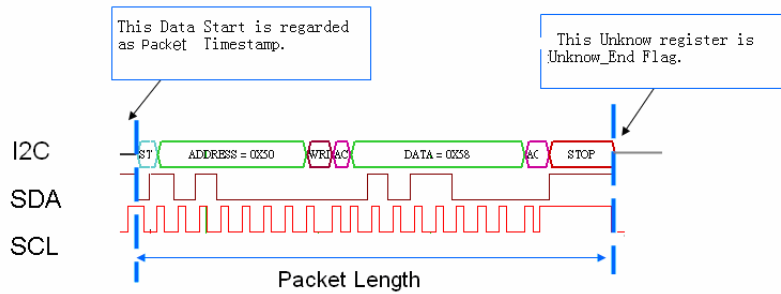 This Data Start is regarded
as Packet Timestamp.
This Unknow register is
Unknow_End Flag.
I2C
ST
ADDRESS = 0X50
WRI
AC
DATA = 0X58
AC
STOP
SDA
SCL
Packet Length